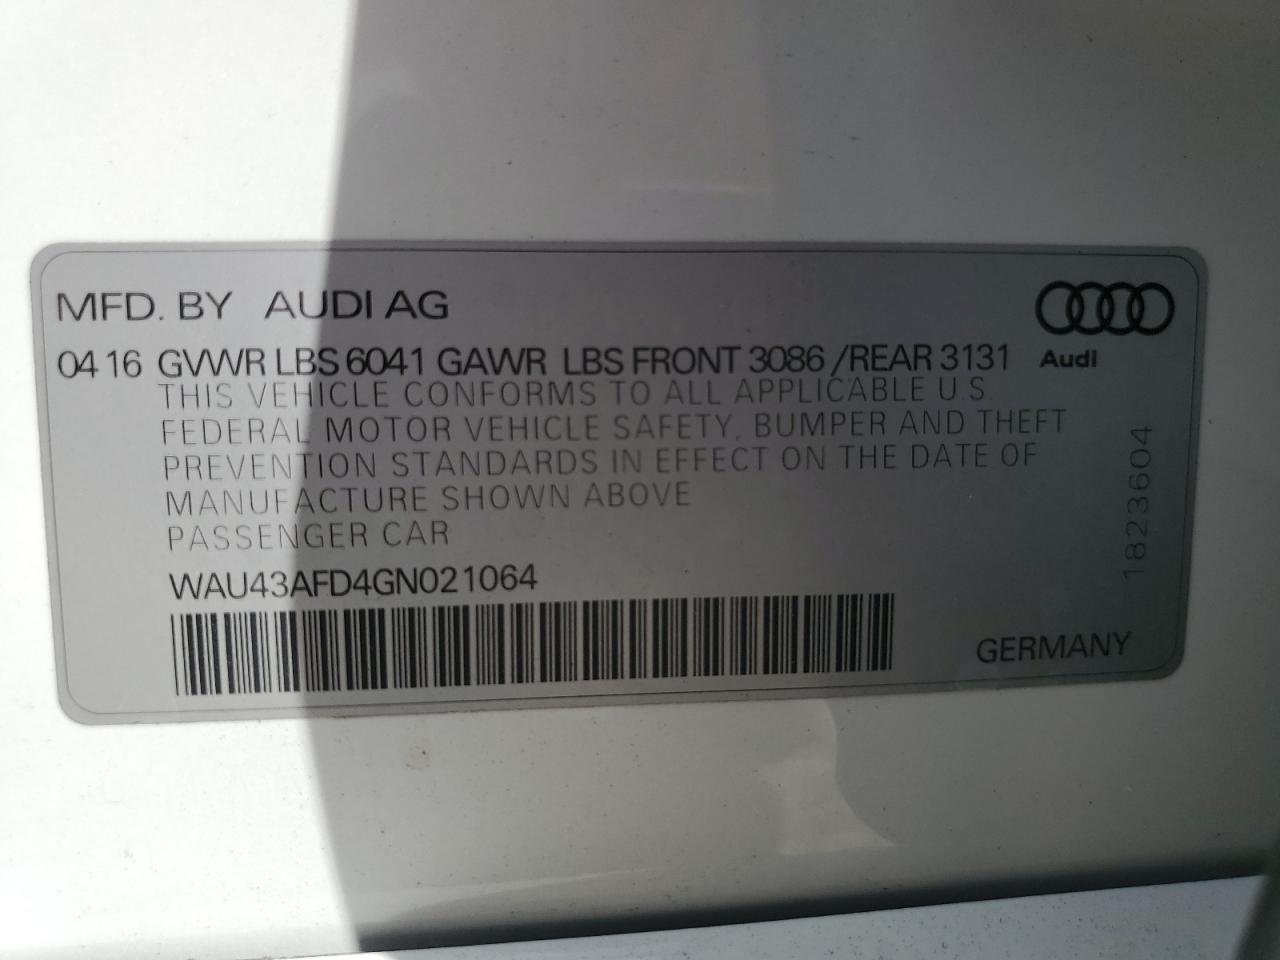 MFD. BY AUDI AG
04 16 GVWR LBS 6041 GAWR LBS FRONT 3086 /REAR 3131
Audi
THIS VEHICLE CONFORMS TO ALL APPLICABLE U.S.
FEDERAL MOTOR VEHICLE SAFETY, BUMPER AND THEFT
PREVENTION STANDARDS IN EFFECT ON THE DATE OF
MANUFACTURE SHOWN ABOVE
PASSENGER CAR
WAU43AFD4GN021064
GERMANY
1823604